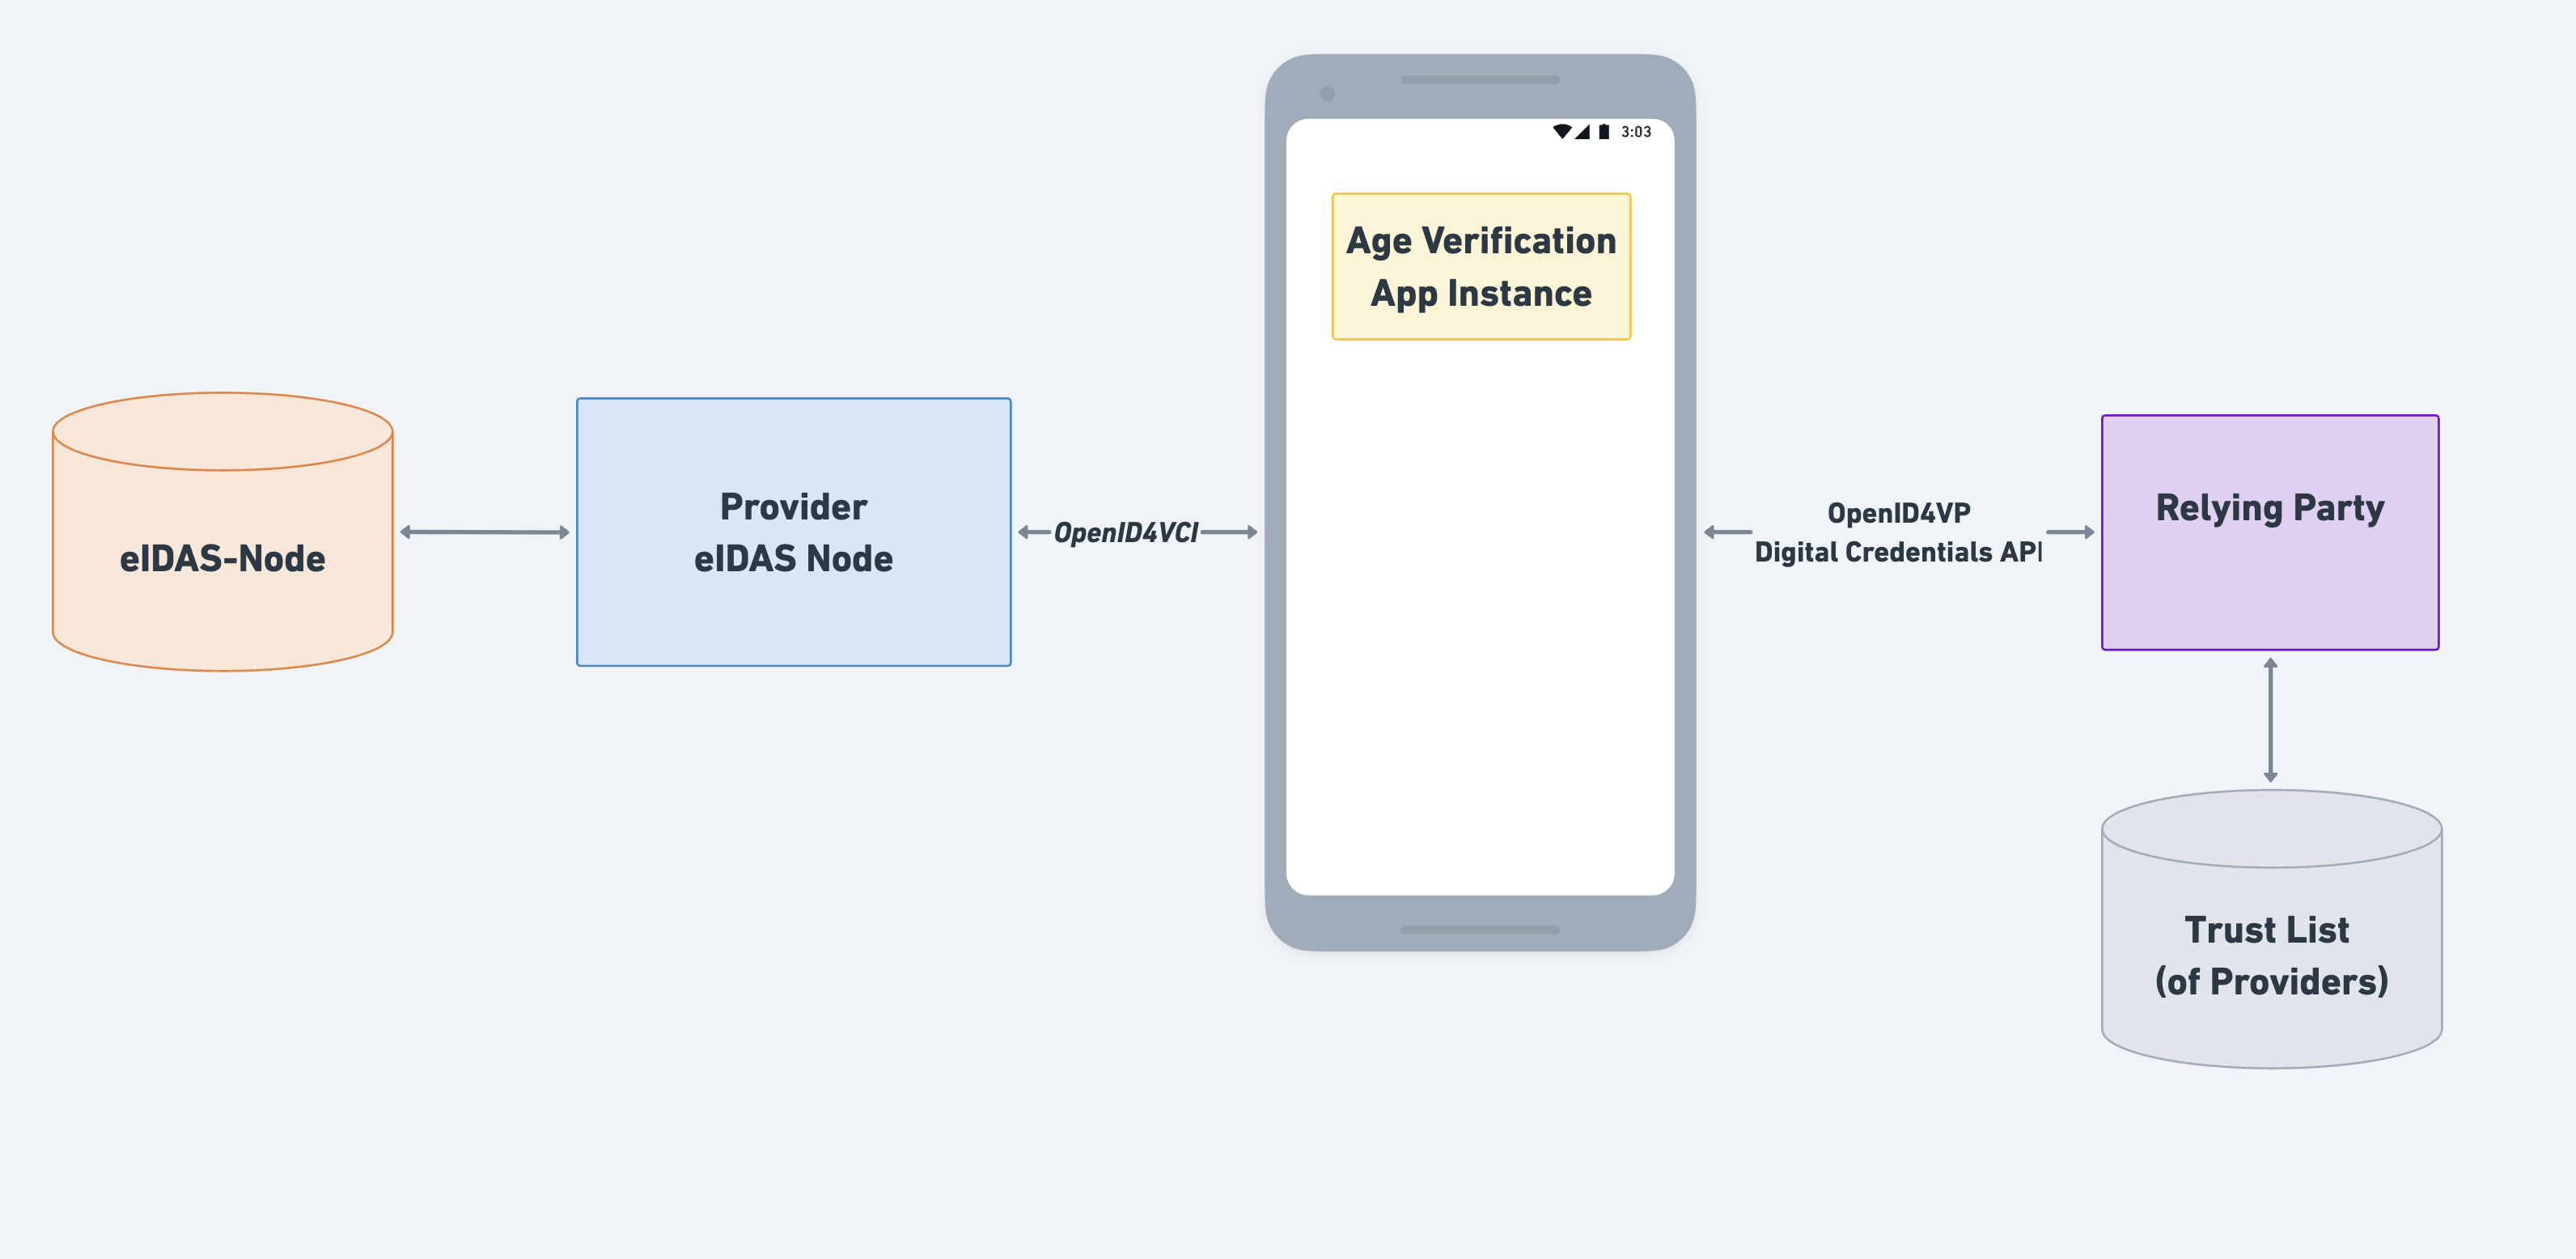 3:03
Age Verification
App Instance
eIDAS-Node
Provider
eIDAS Node
OpenID4VCI
OpenID4VP
Digital Credentials API
Relying Party
Trust List
(of Providers)